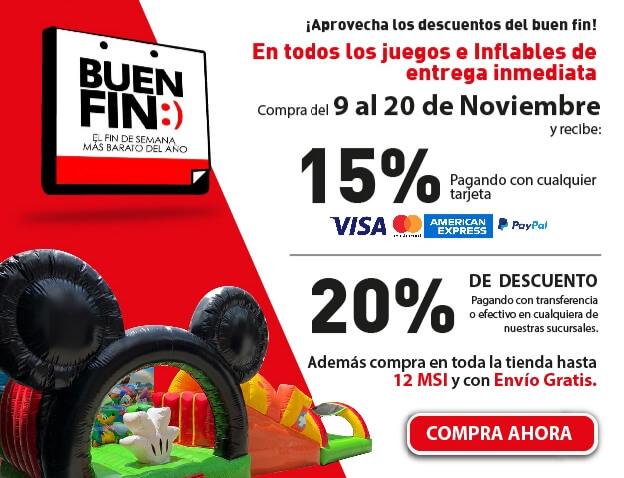 ¡Aprovecha los descuentos del buen fin!
En todos los juegos e Inflables de
entrega inmediata
Compra del 9 al 20 de Noviembre
y recibe:
BUEN
FIN:)
EL FIN DE SEMANA
MÁS BARATO DEL AÑO
15% Pagando con cualquier
tarjeta
VISA
mastercard
AMERICAN
EXPRESS
PayPal
20% DE DESCUENTO
Pagando con transferencia
o efectivo en cualquiera de
nuestras sucursales.
Además compra en toda la tienda hasta
12 MSI y con Envío Gratis.
COMPRA AHORA